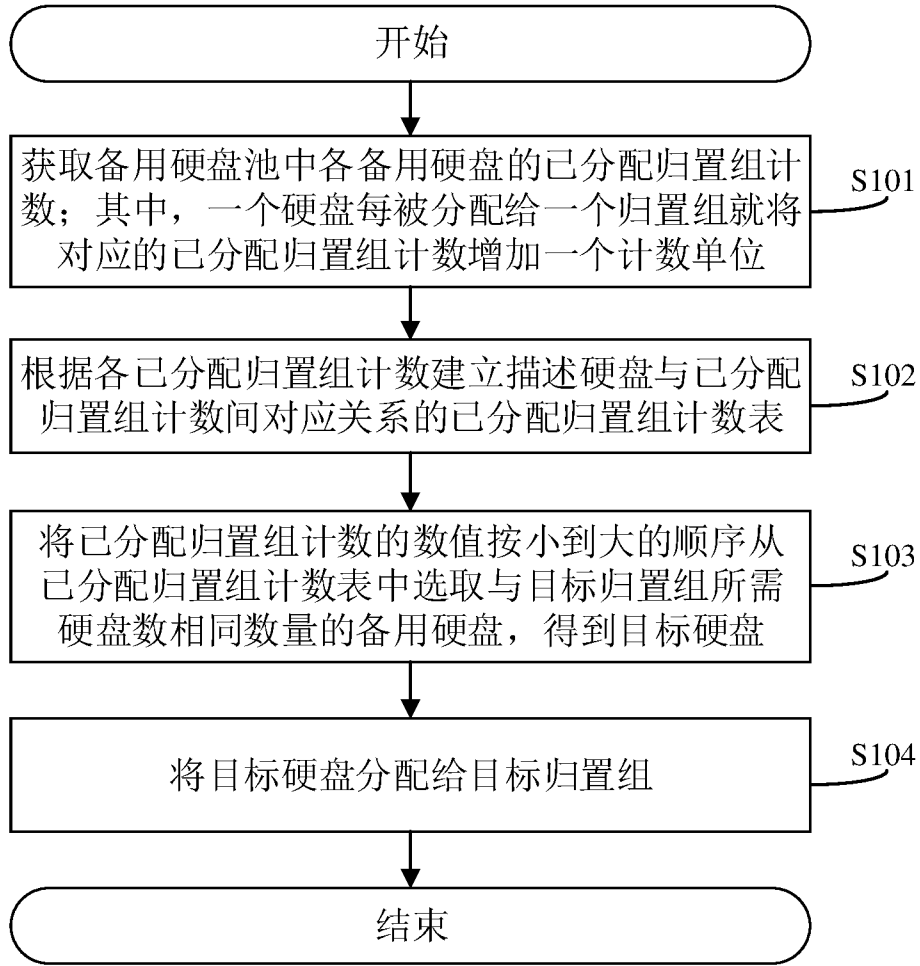 开始
获取备用硬盘池中各备用硬盘的已分配归置组计
数；其中，一个硬盘每被分配给一个归置组就将
对应的已分配归置组计数增加一个计数单位
S101
根据各已分配归置组计数建立描述硬盘与已分配
归置组计数间对应关系的已分配归置组计数表
S102
将已分配归置组计数的数值按小到大的顺序从
已分配归置组计数表中选取与目标归置组所需
硬盘数相同数量的备用硬盘，得到目标硬盘
S103
将目标硬盘分配给目标归置组
S104
结束